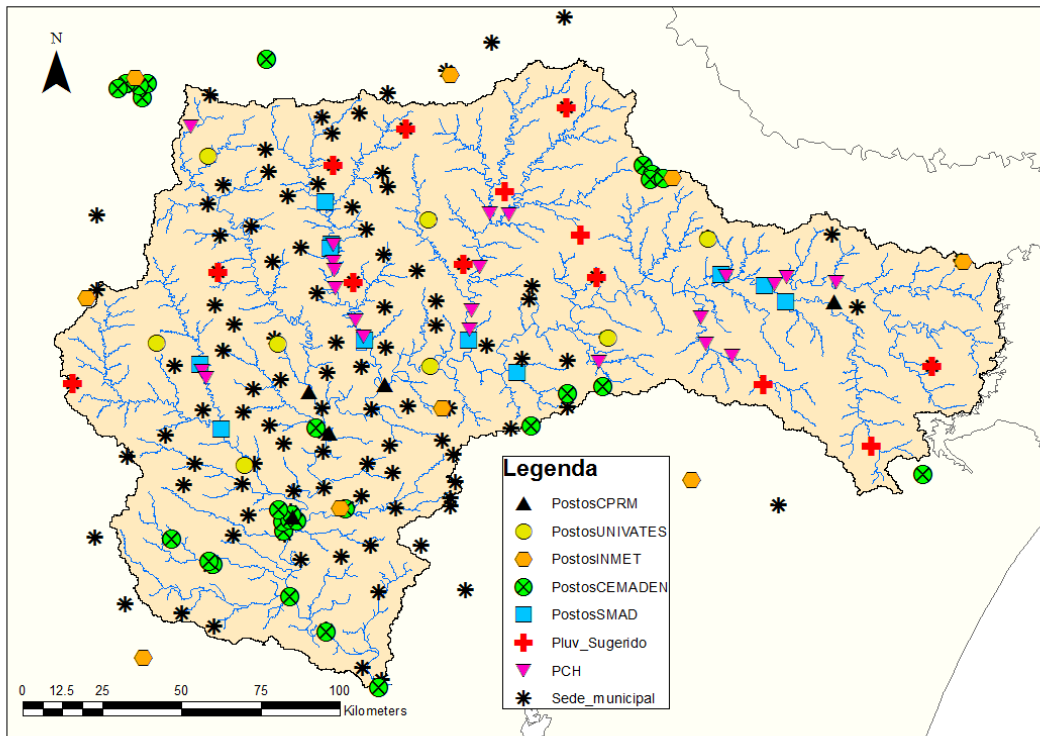 N
Legenda
PostosCPRM
PostosUNIVATES
PostosINMET
PostosCEMADEN
PostosSMAD
Pluv_Sugerido
PCH
Sede_municipal
0 12.5 25 50 75 100
Kilometers